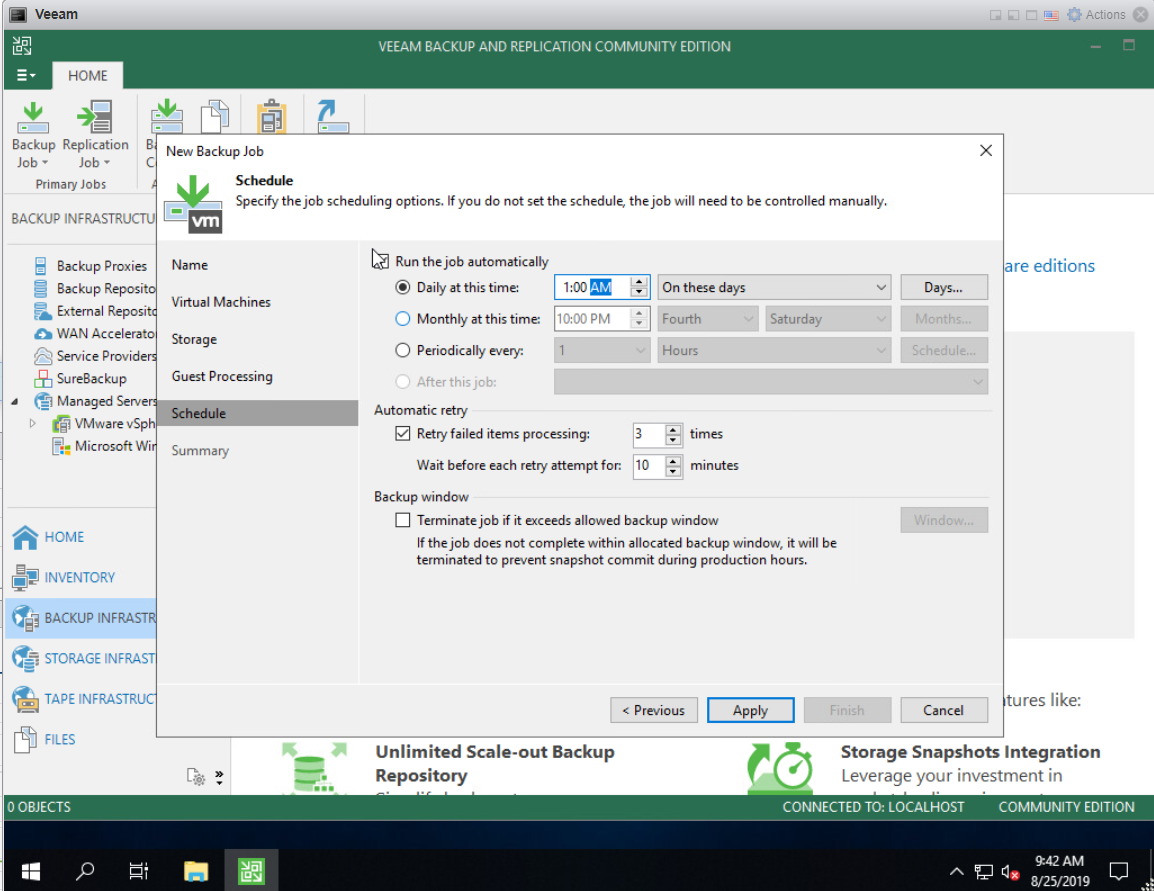 Veeam
Actions
VEEAM BACKUP AND REPLICATION COMMUNITY EDITION
HOME
Backup Job
Replication Job
Primary Jobs
New Backup Job
Schedule
Specify the job scheduling options. If you do not set the schedule, the job will need to be controlled manually.
BACKUP INFRASTRUCTU
Backup Proxies
Backup Reposito
External Reposito
WAN Accelerato
Service Providers
SureBackup
Managed Servers
VMware vSph
Microsoft Wir
HOME
INVENTORY
BACKUP INFRASTR
STORAGE INFRAST
TAPE INFRASTRUCT
FILES
vm
Name
Virtual Machines
Storage
Guest Processing
Schedule
Summary
Run the job automatically
Daily at this time: 1:00 AM On these days Days...
Monthly at this time: 10:00 PM Fourth Saturday Months...
Periodically every: 1 Hours Schedule...
After this job:
Automatic retry
Retry failed items processing: 3 times
Wait before each retry attempt for: 10 minutes
Backup window
Terminate job if it exceeds allowed backup window Window...
If the job does not complete within allocated backup window, it will be
terminated to prevent snapshot commit during production hours.
< Previous Apply Finish Cancel
are editions
tures like:
Unlimited Scale-out Backup
Repository
Storage Snapshots Integration
Leverage your investment in
0 OBJECTS
CONNECTED TO: LOCALHOST COMMUNITY EDITION
9:42 AM
8/25/2019